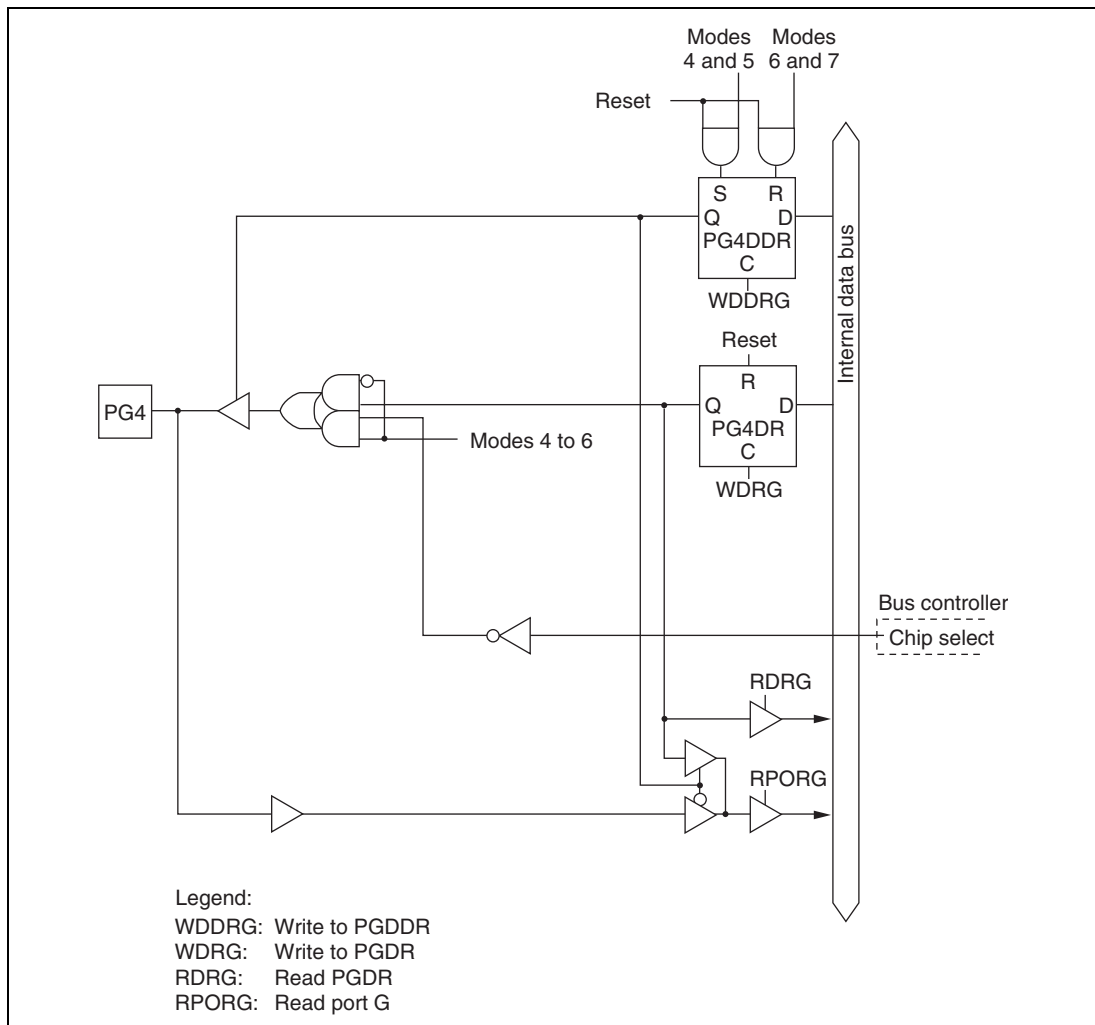 Modes
4 and 5
Modes
6 and 7
Reset
S R
Q D
PG4DDR
C
WDDRG
Internal data bus
Reset
R
Q D
PG4DR
C
WDRG
PG4
Modes 4 to 6
Bus controller
Chip select
RDRG
RPORG
Legend:
WDDRG: Write to PGDDR
WDRG: Write to PGDR
RDRG: Read PGDR
RPORG: Read port G